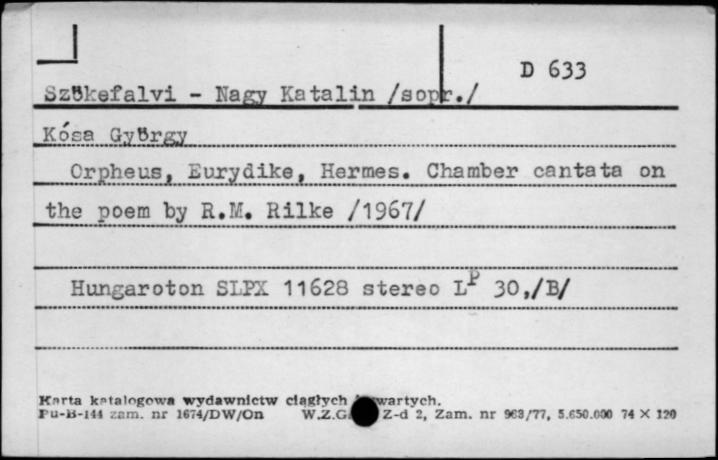 D 633
Szökefalvi - Nagy Katalin /sopr./
Kósa György
Orpheus, Eurydike, Hermes. Chamber cantata on
the poem by R.M. Rilke /1967/
Hungaroton SLPX 11628 stereo LP 30,/B/
Karta katalogowa wydawnictw ciągłych wartych.
Pu-B-144 zam. nr 1674/DW/On W.Z.G. Z-d 2, Zam. nr 963/77, 5.650.000 74 × 120